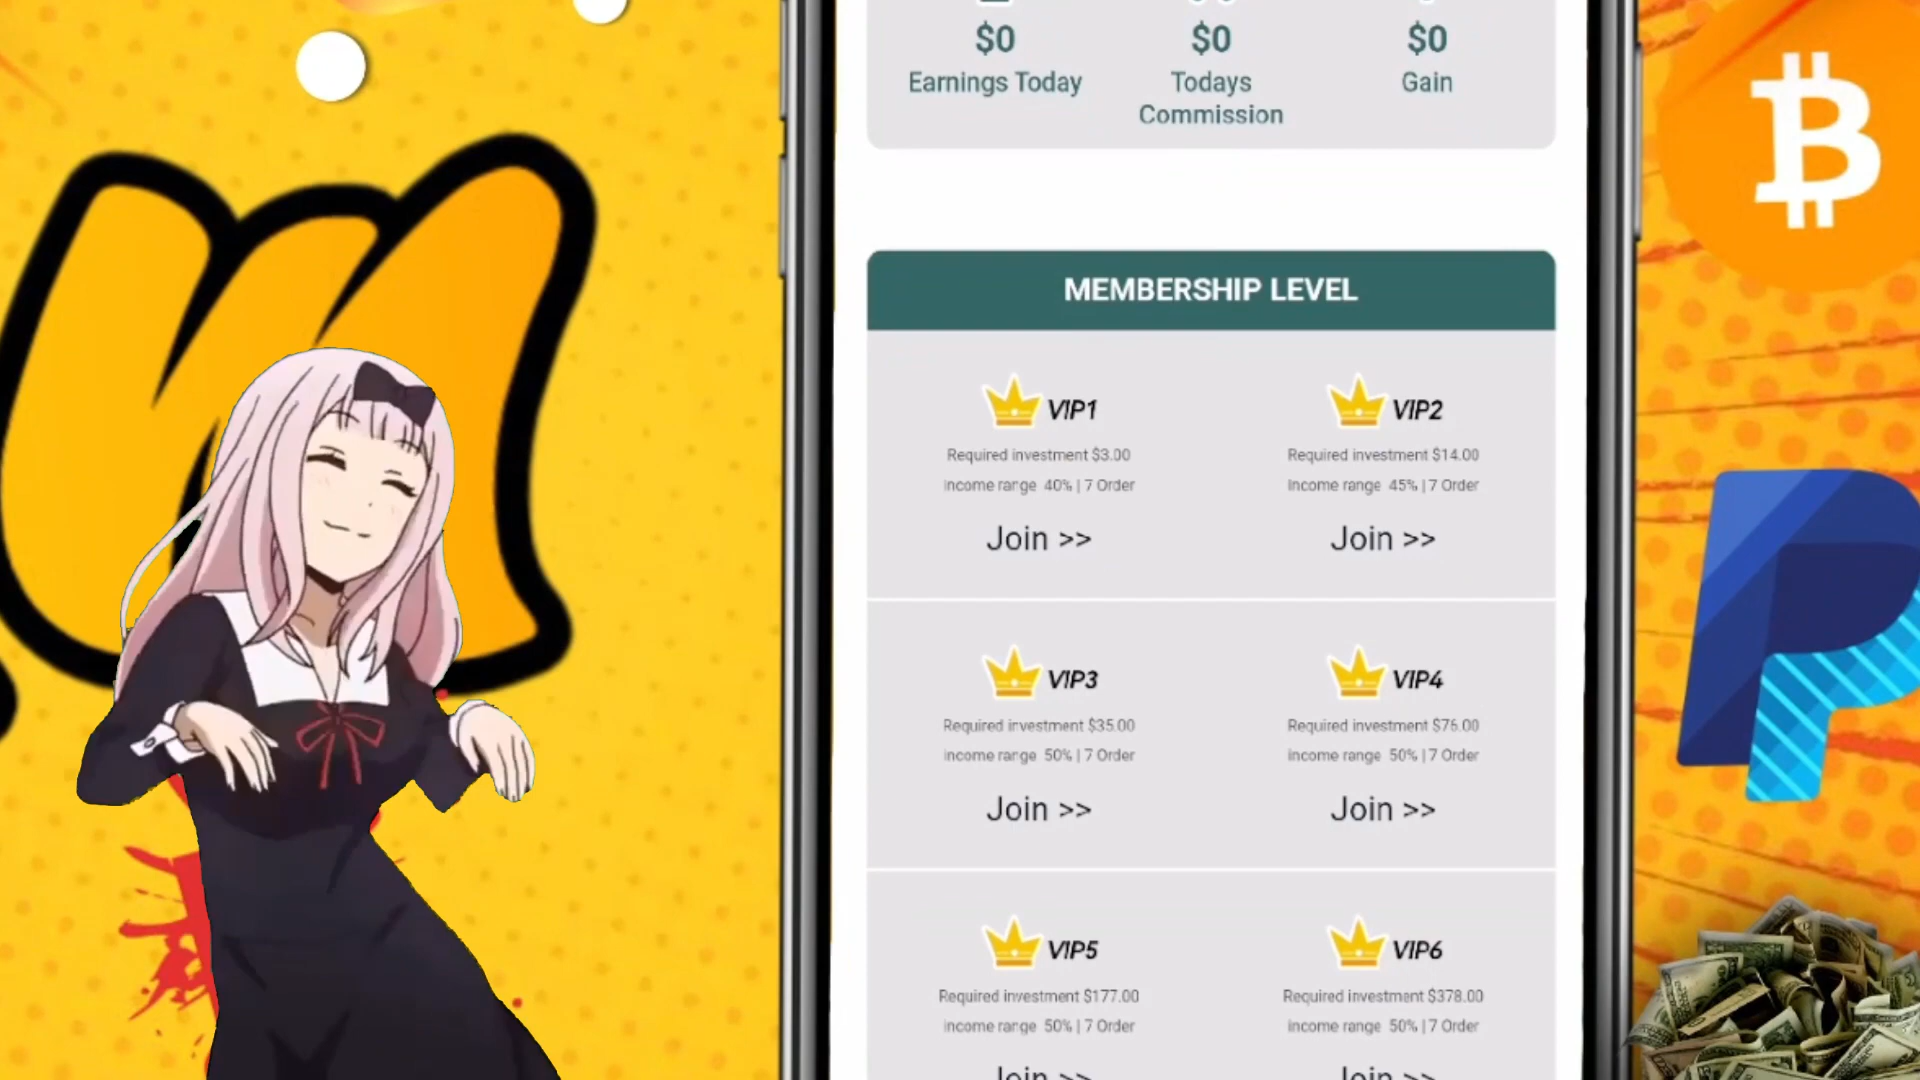 $0
Earnings Today
$0
Todays
Commission
$0
Gain
MEMBERSHIP LEVEL
VIP1
Required investment $3.00
Income range 40% | 7 Order
Join >>
VIP2
Required investment $14.00
Income range 45% | 7 Order
Join >>
VIP3
Required investment $35.00
Income range 50% | 7 Order
Join >>
VIP4
Required investment $76.00
Income range 50% | 7 Order
Join >>
VIP5
Required investment $177.00
Income range 50% | 7 Order
Join >>
VIP6
Required investment $378.00
Income range 50% | 7 Order
Join >>